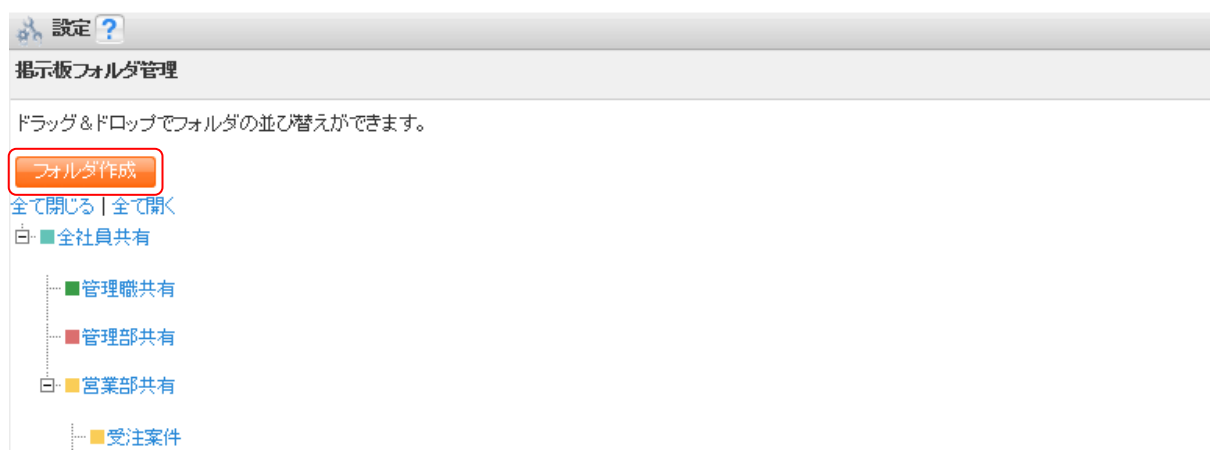 設定 ?
掲示板フォルダ管理
ドラッグ&ドロップでフォルダの並び替えができます。
フォルダ作成
全て閉じる | 全て開く
全社員共有
管理職共有
管理部共有
営業部共有
受注案件